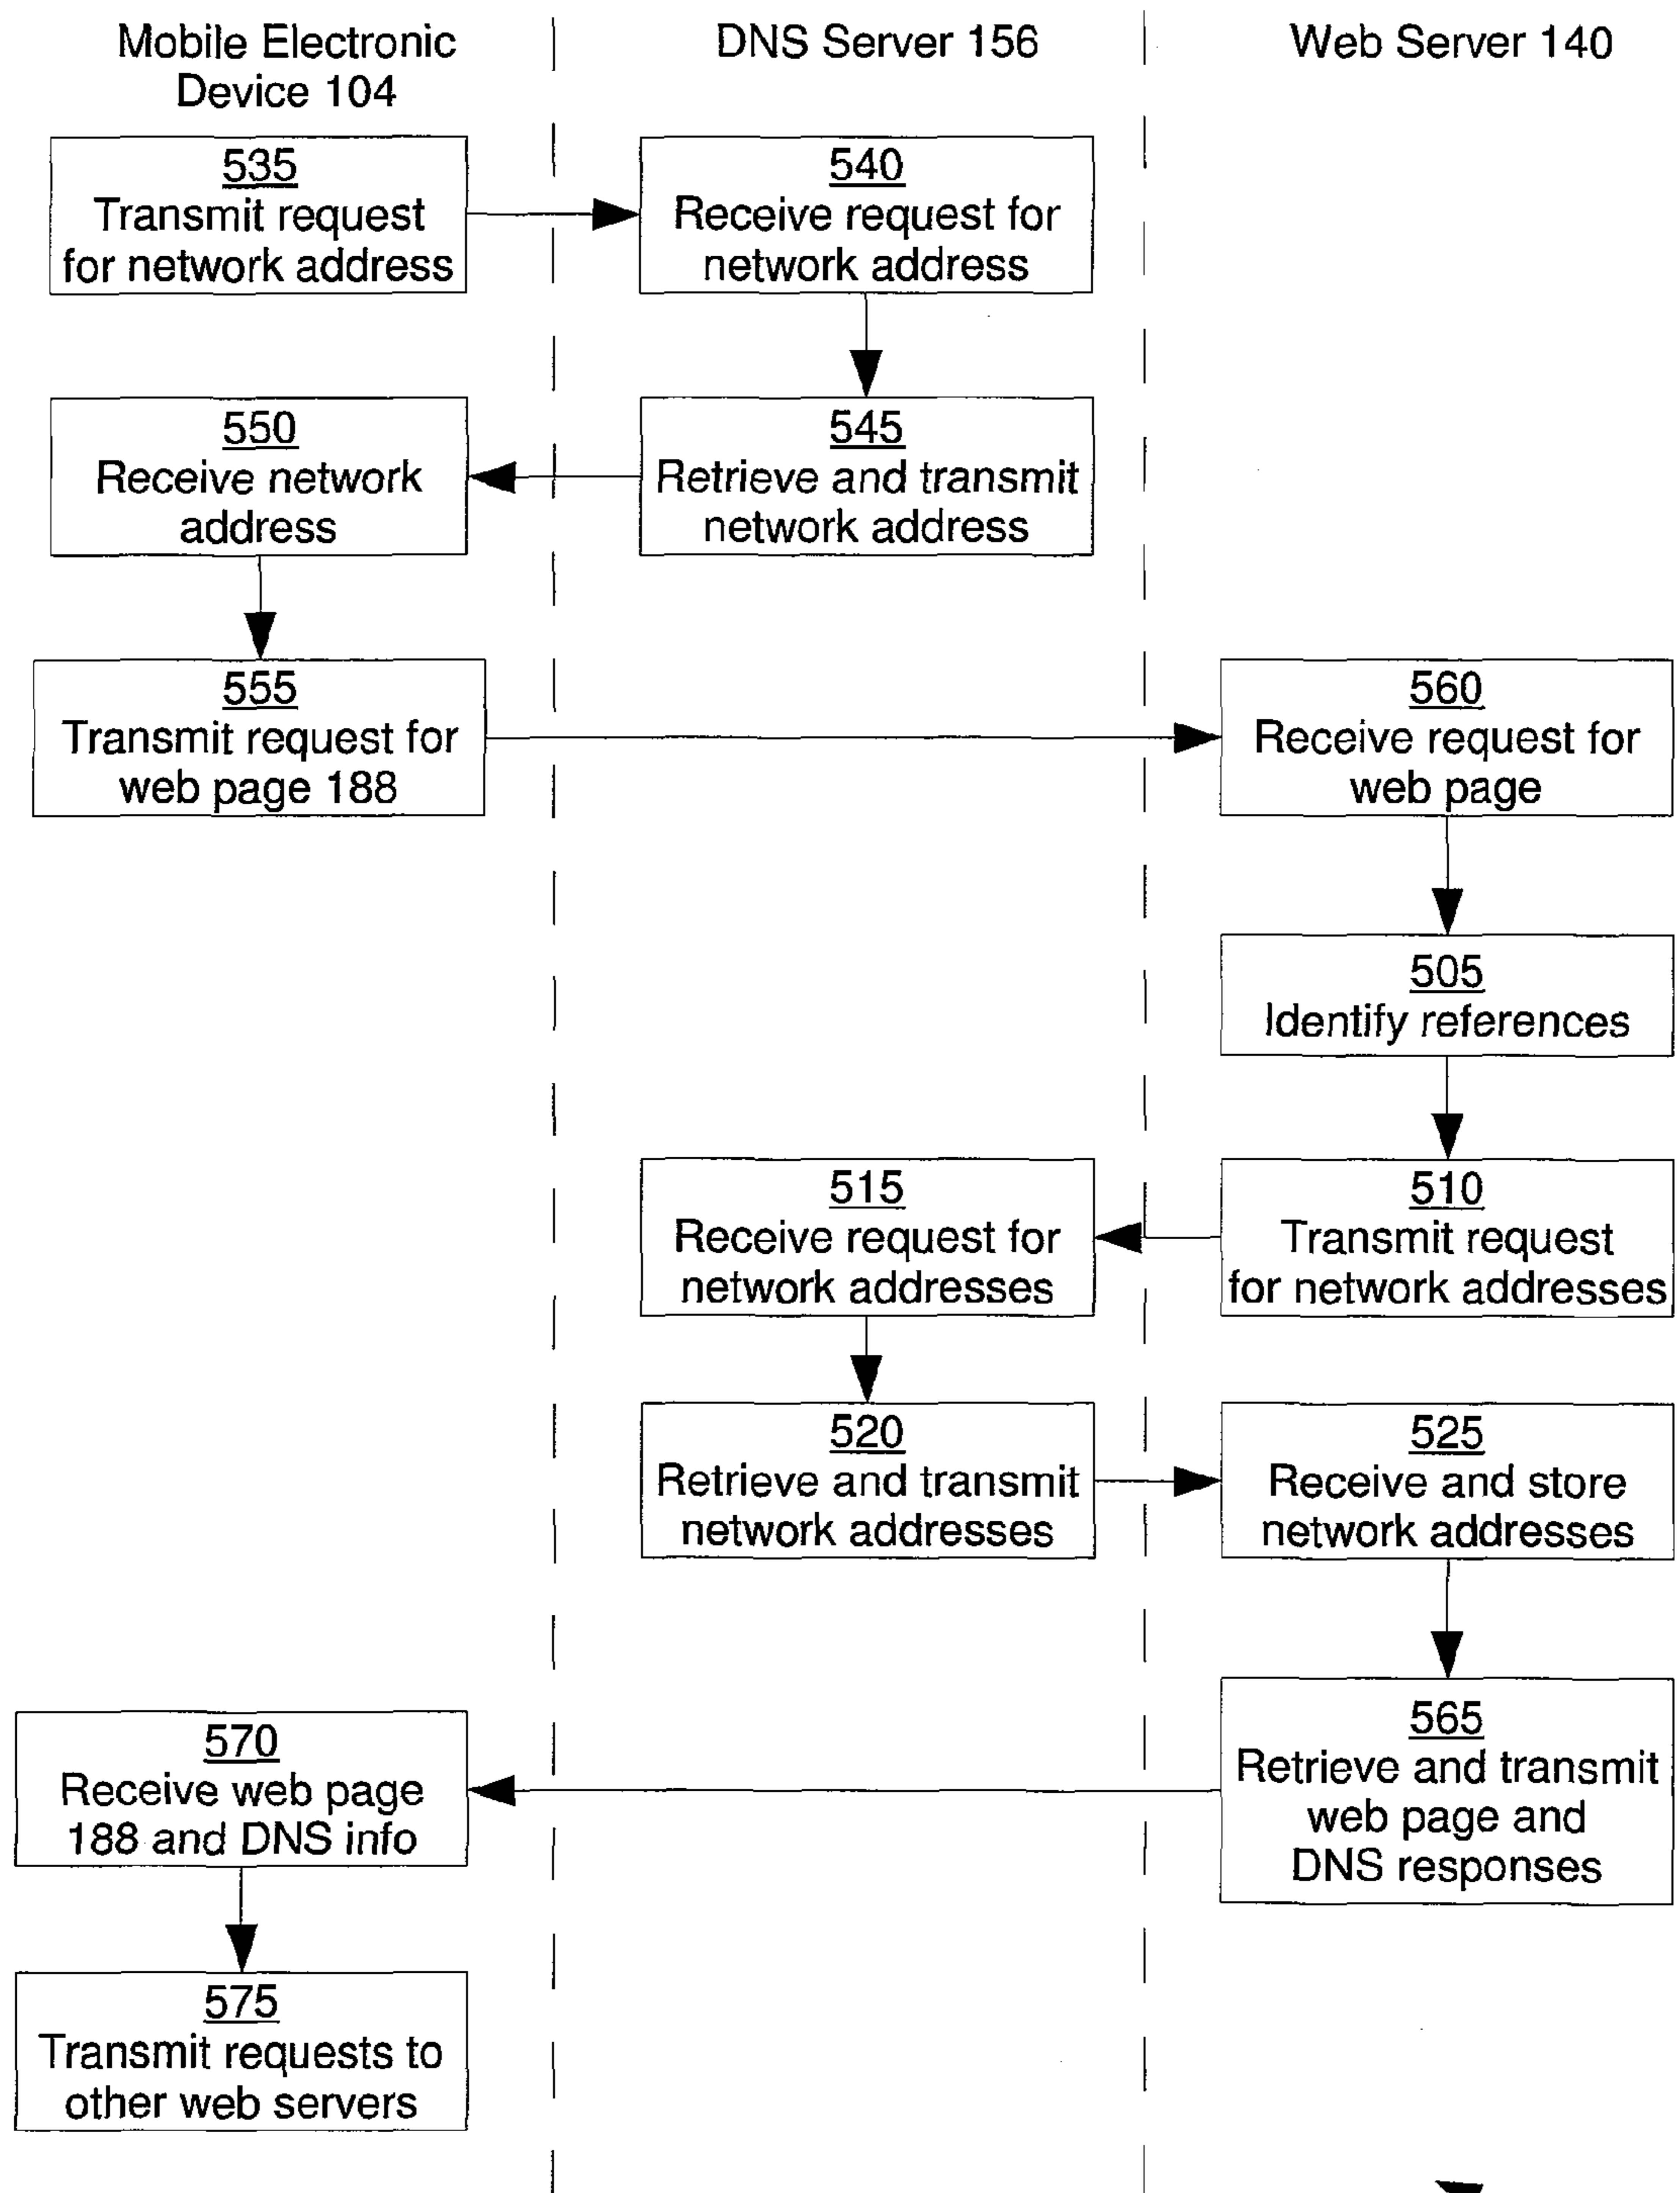 Mobile Electronic
Device 104
DNS Server 156
Web Server 140
535
Transmit request
for network address
540
Receive request for
network address
550
Receive network
address
545
Retrieve and transmit
network address
555
Transmit request for
web page 188
560
Receive request for
web page
505
Identify references
515
Receive request for
network addresses
510
Transmit request
for network addresses
520
Retrieve and transmit
network addresses
525
Receive and store
network addresses
570
Receive web page
188 and DNS info
565
Retrieve and transmit
web page and
DNS responses
575
Transmit requests to
other web servers